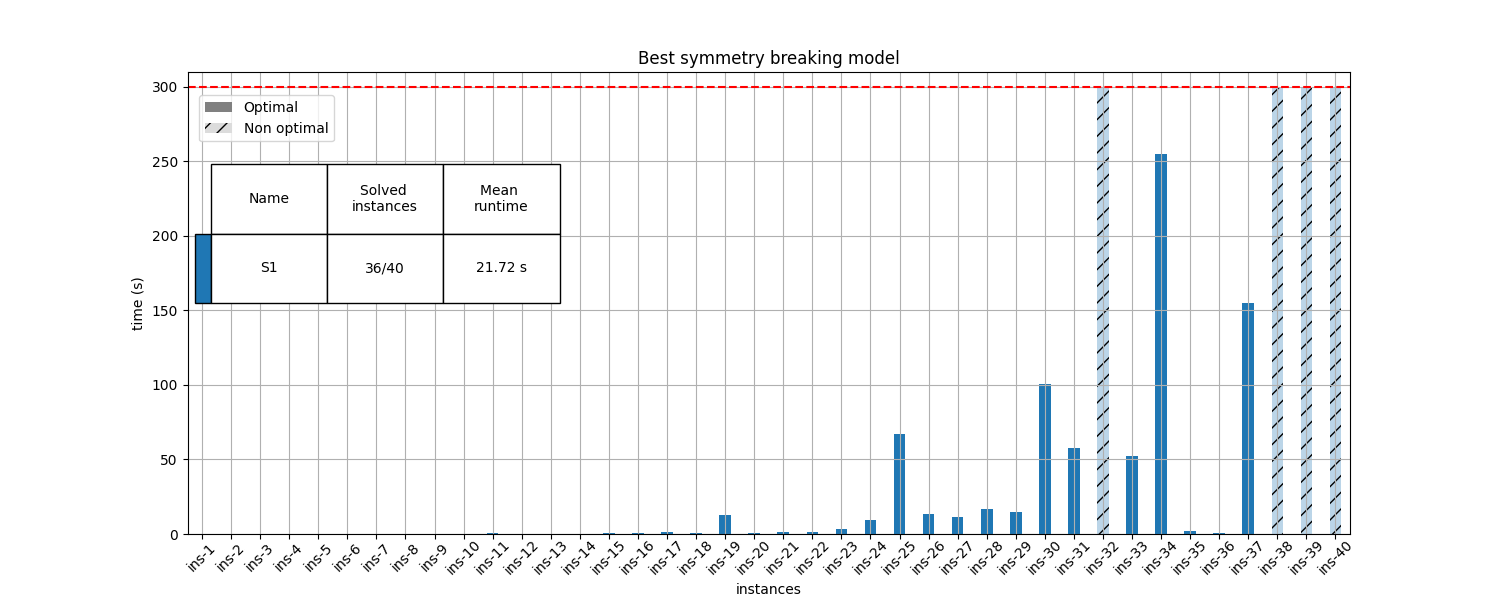 Best symmetry breaking model
300
250
200
150
100
50
0
time (s)
Optimal
Non optimal
Name
Solved
instances
Mean
runtime
S1
36/40
21.72 s
ins-1
ins-2
ins-3
ins-4
ins-5
ins-6
ins-7
ins-8
ins-9
ins-10
ins-11
ins-12
ins-13
ins-14
ins-15
ins-16
ins-17
ins-18
ins-19
ins-20
ins-21
ins-22
ins-23
ins-24
ins-25
ins-26
ins-27
ins-28
ins-29
ins-30
ins-31
ins-32
ins-33
ins-34
ins-35
ins-36
ins-37
ins-38
ins-39
ins-40
instances